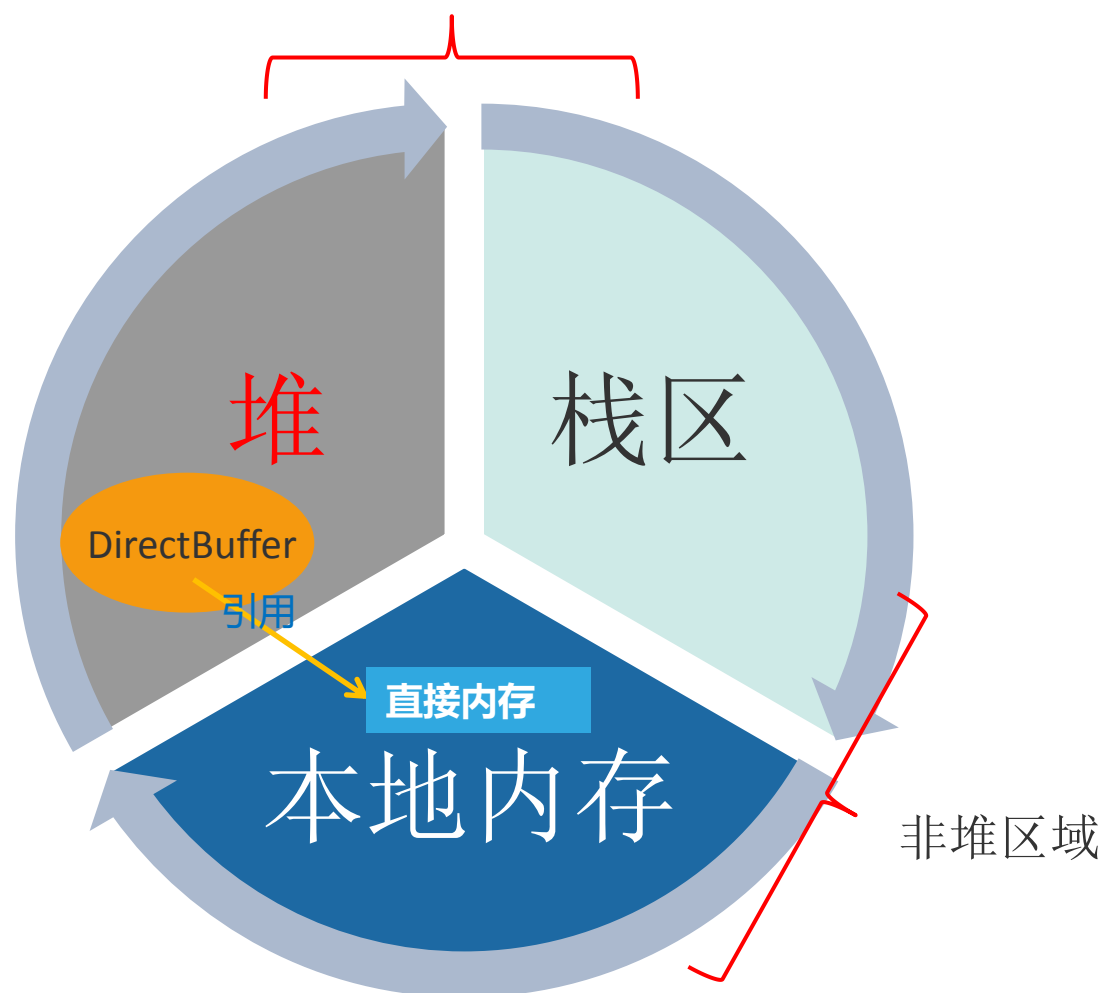 堆
栈区
DirectBuffer
引用
直接内存
本地内存
非堆区域